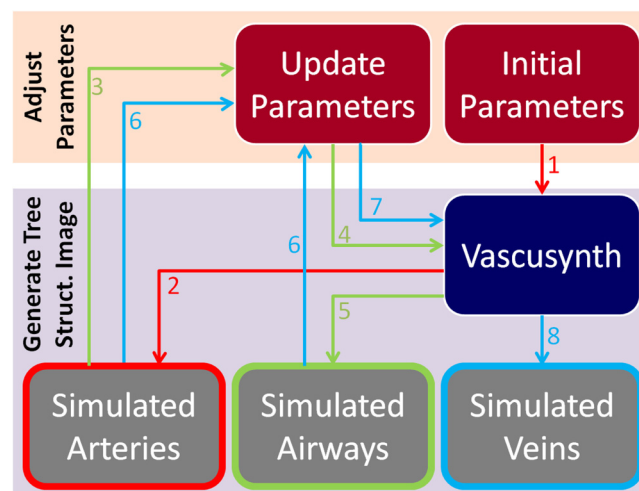 Adjust
Parameters
Update
Parameters
Initial
Parameters
3
6
1
Generate Tree
Struct. Image
7
6
4
Vascusynth
2
5
8
Simulated
Arteries
Simulated
Airways
Simulated
Veins